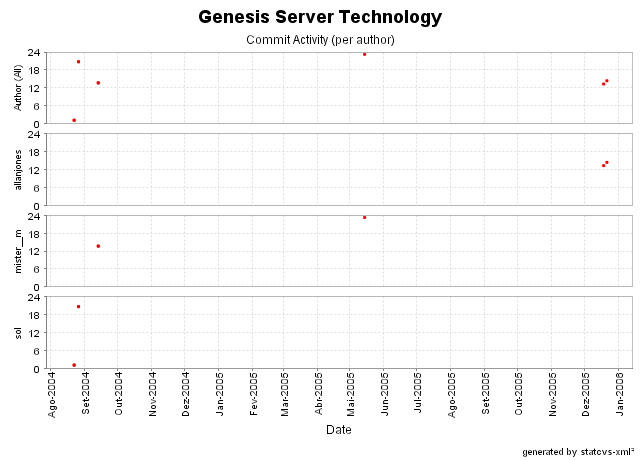 Genesis Server Technology
Commit Activity (per author)
Author (All)
24
18
12
6
0
allanjones
24
18
12
6
0
mister__m
24
18
12
6
0
sol
24
18
12
6
0
Ago-2004
Set-2004
Out-2004
Nov-2004
Dez-2004
Jan-2005
Fev-2005
Mar-2005
Abr-2005
Mai-2005
Jun-2005
Jul-2005
Ago-2005
Set-2005
Out-2005
Nov-2005
Dez-2005
Jan-2006
Date
generated by statcvs-xml³